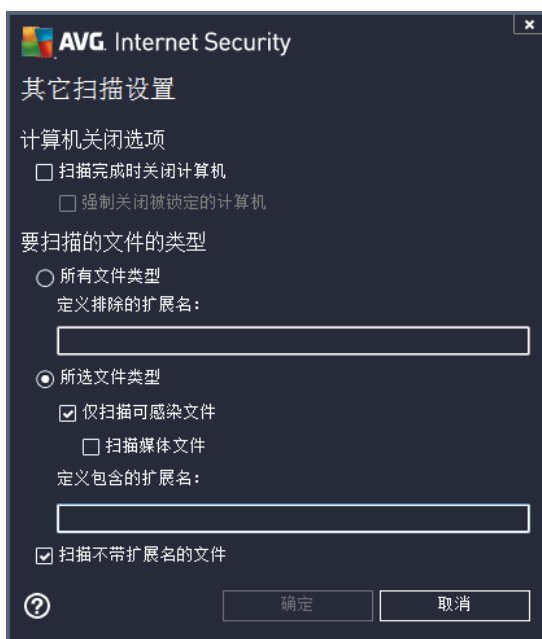 AVG. Internet Security
其它扫描设置
计算机关闭选项
扫描完成时关闭计算机
强制关闭被锁定的计算机
要扫描的文件的类型
所有文件类型
定义排除的扩展名：
所选文件类型
仅扫描可感染文件
扫描媒体文件
定义包含的扩展名：
扫描不带扩展名的文件
确定
取消